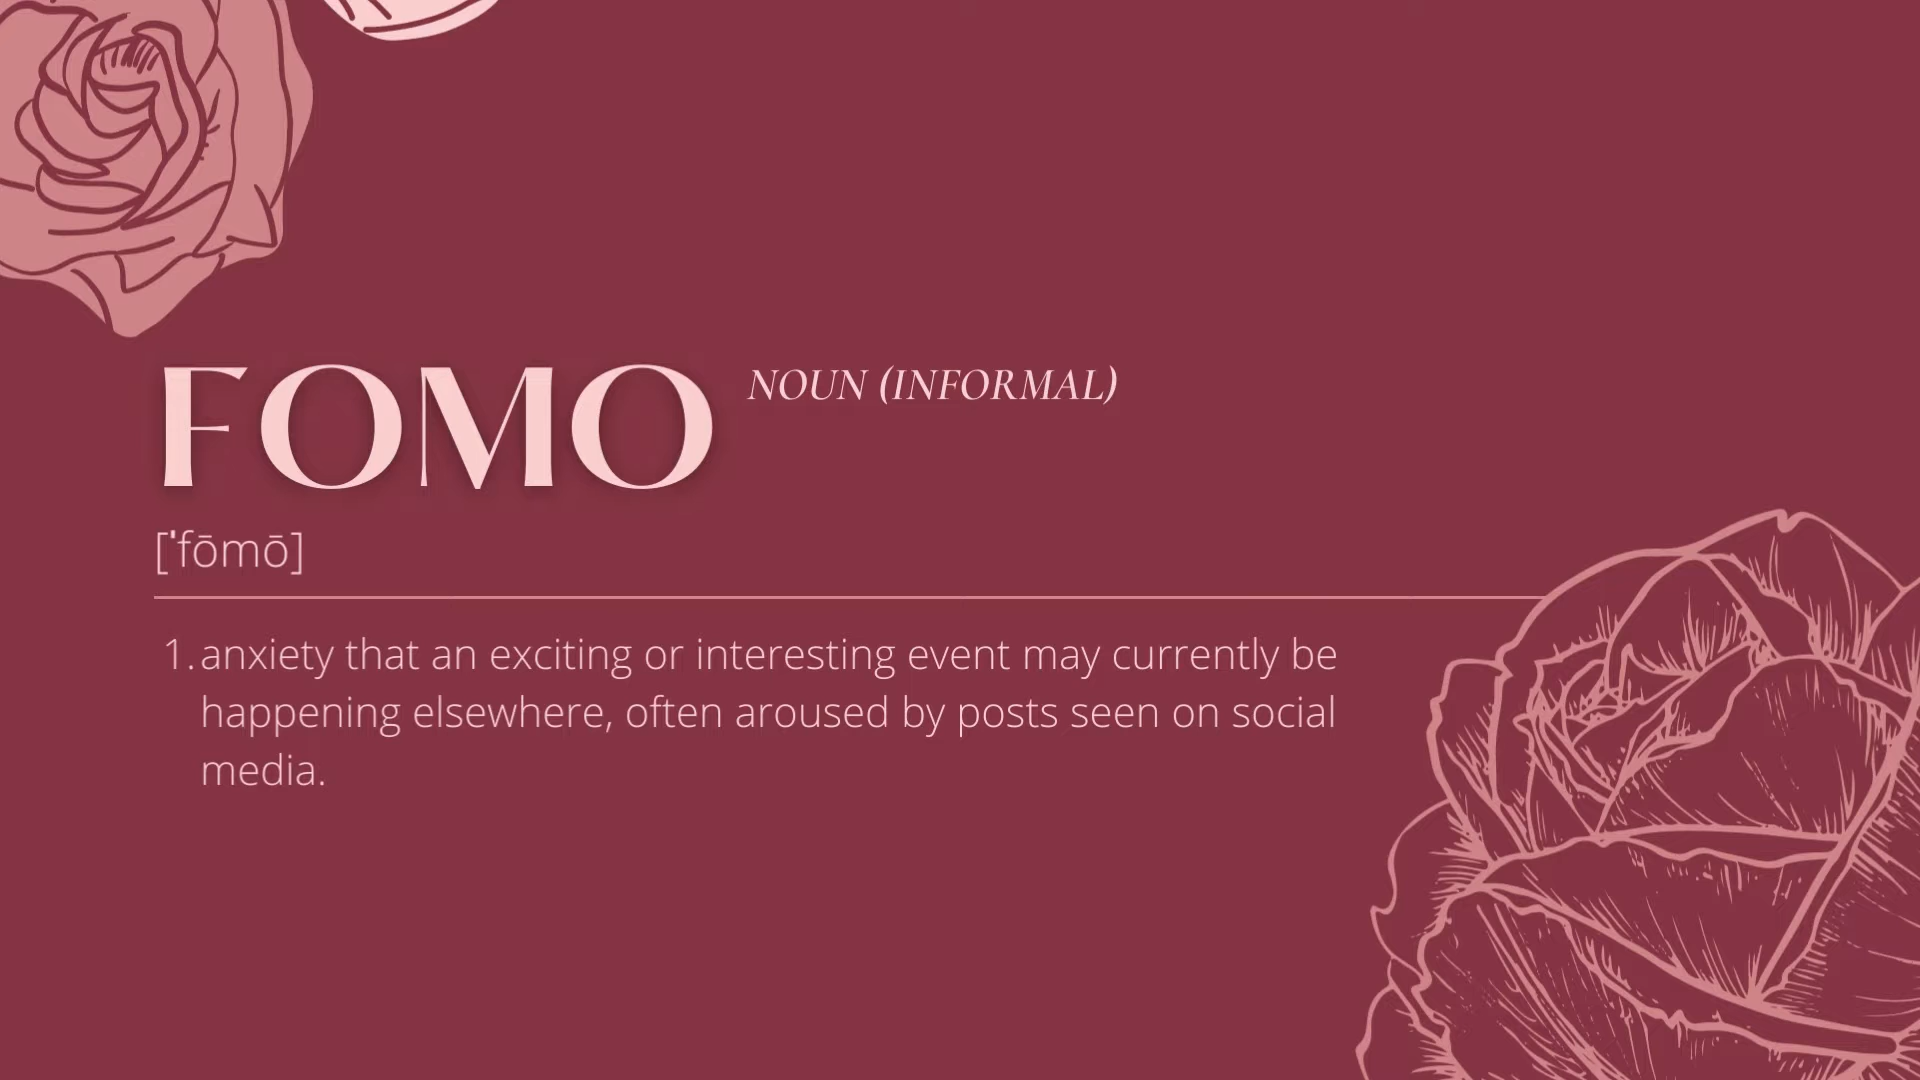 FOMO NOUN (INFORMAL)
[ˈfōmō]
1. anxiety that an exciting or interesting event may currently be
happening elsewhere, often aroused by posts seen on social
media.